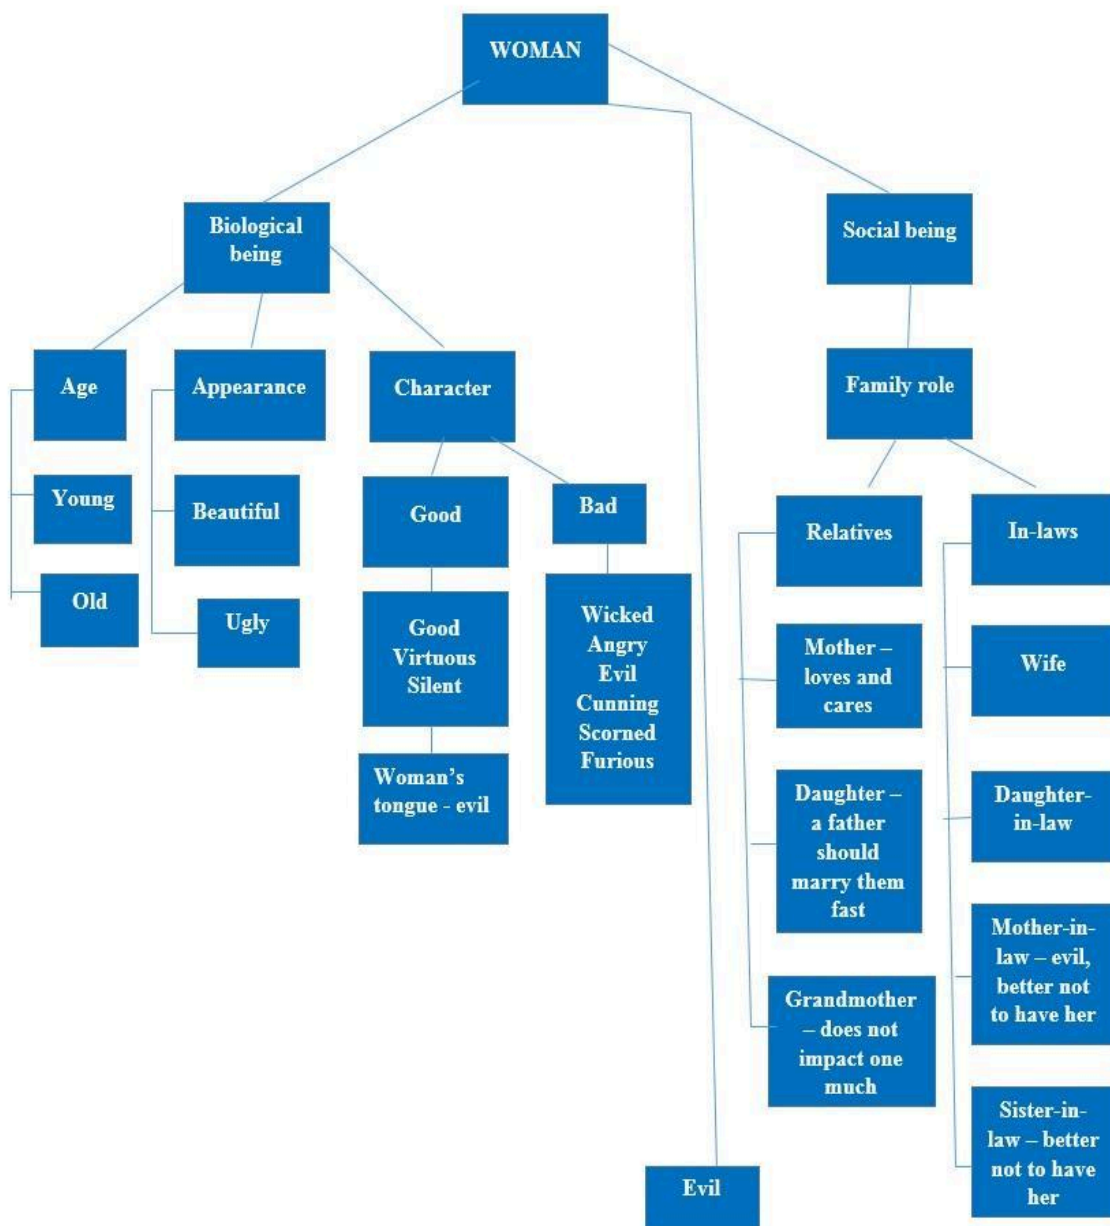 WOMAN
Biological
being
Social being
Age
Appearance
Character
Family role
Young
Beautiful
Good
Bad
Relatives
In-laws
Old
Ugly
Good
Virtuous
Silent
Wicked
Angry
Evil
Cunning
Scorned
Furious
Woman's
tongue - evil
Mother –
loves and
cares
Wife
Daughter –
a father
should
marry them
fast
Daughter-
in-law
Grandmother
– does not
impact one
much
Mother-in-
law – evil,
better not
to have her
Sister-in-
law – better
not to have
her
Evil